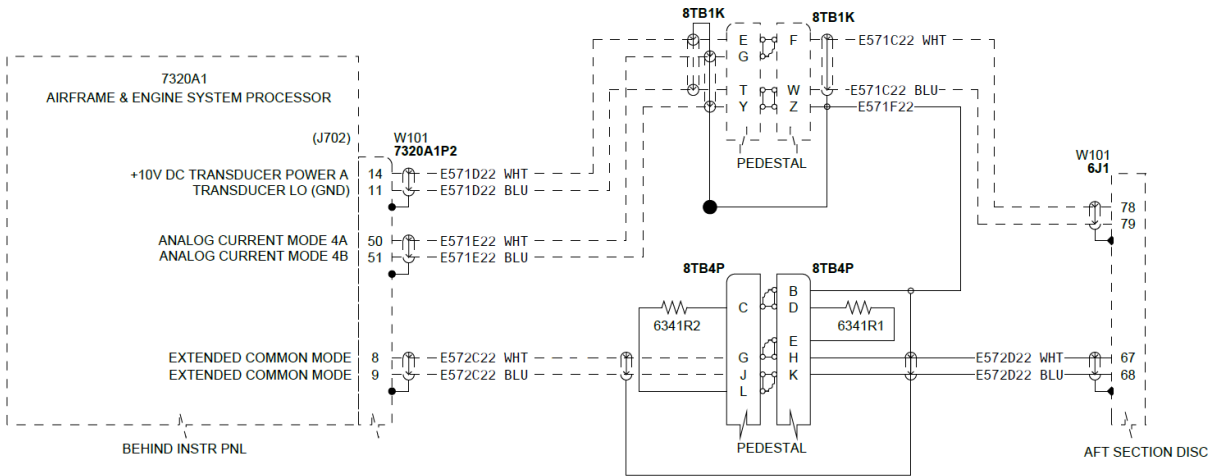 8TB1K 8TB1K
E F E571C22 WHT
G
7320A1
AIRFRAME & ENGINE SYSTEM PROCESSOR
T W E571C22 BLU
Y Z E571F22
(J702) W101
7320A1P2
PEDESTAL
W101
6J1
+10V DC TRANSDUCER POWER A 14 E571D22 WHT
TRANSDUCER LO (GND) 11 E571D22 BLU
78
79
ANALOG CURRENT MODE 4A 50 E571E22 WHT
ANALOG CURRENT MODE 4B 51 E571E22 BLU
8TB4P 8TB4P
B
C D
6341R2 6341R1
E
EXTENDED COMMON MODE 8 E572C22 WHT G H E572D22 WHT 67
EXTENDED COMMON MODE 9 E572C22 BLU J K E572D22 BLU 68
L
BEHIND INSTR PNL
PEDESTAL
AFT SECTION DISC